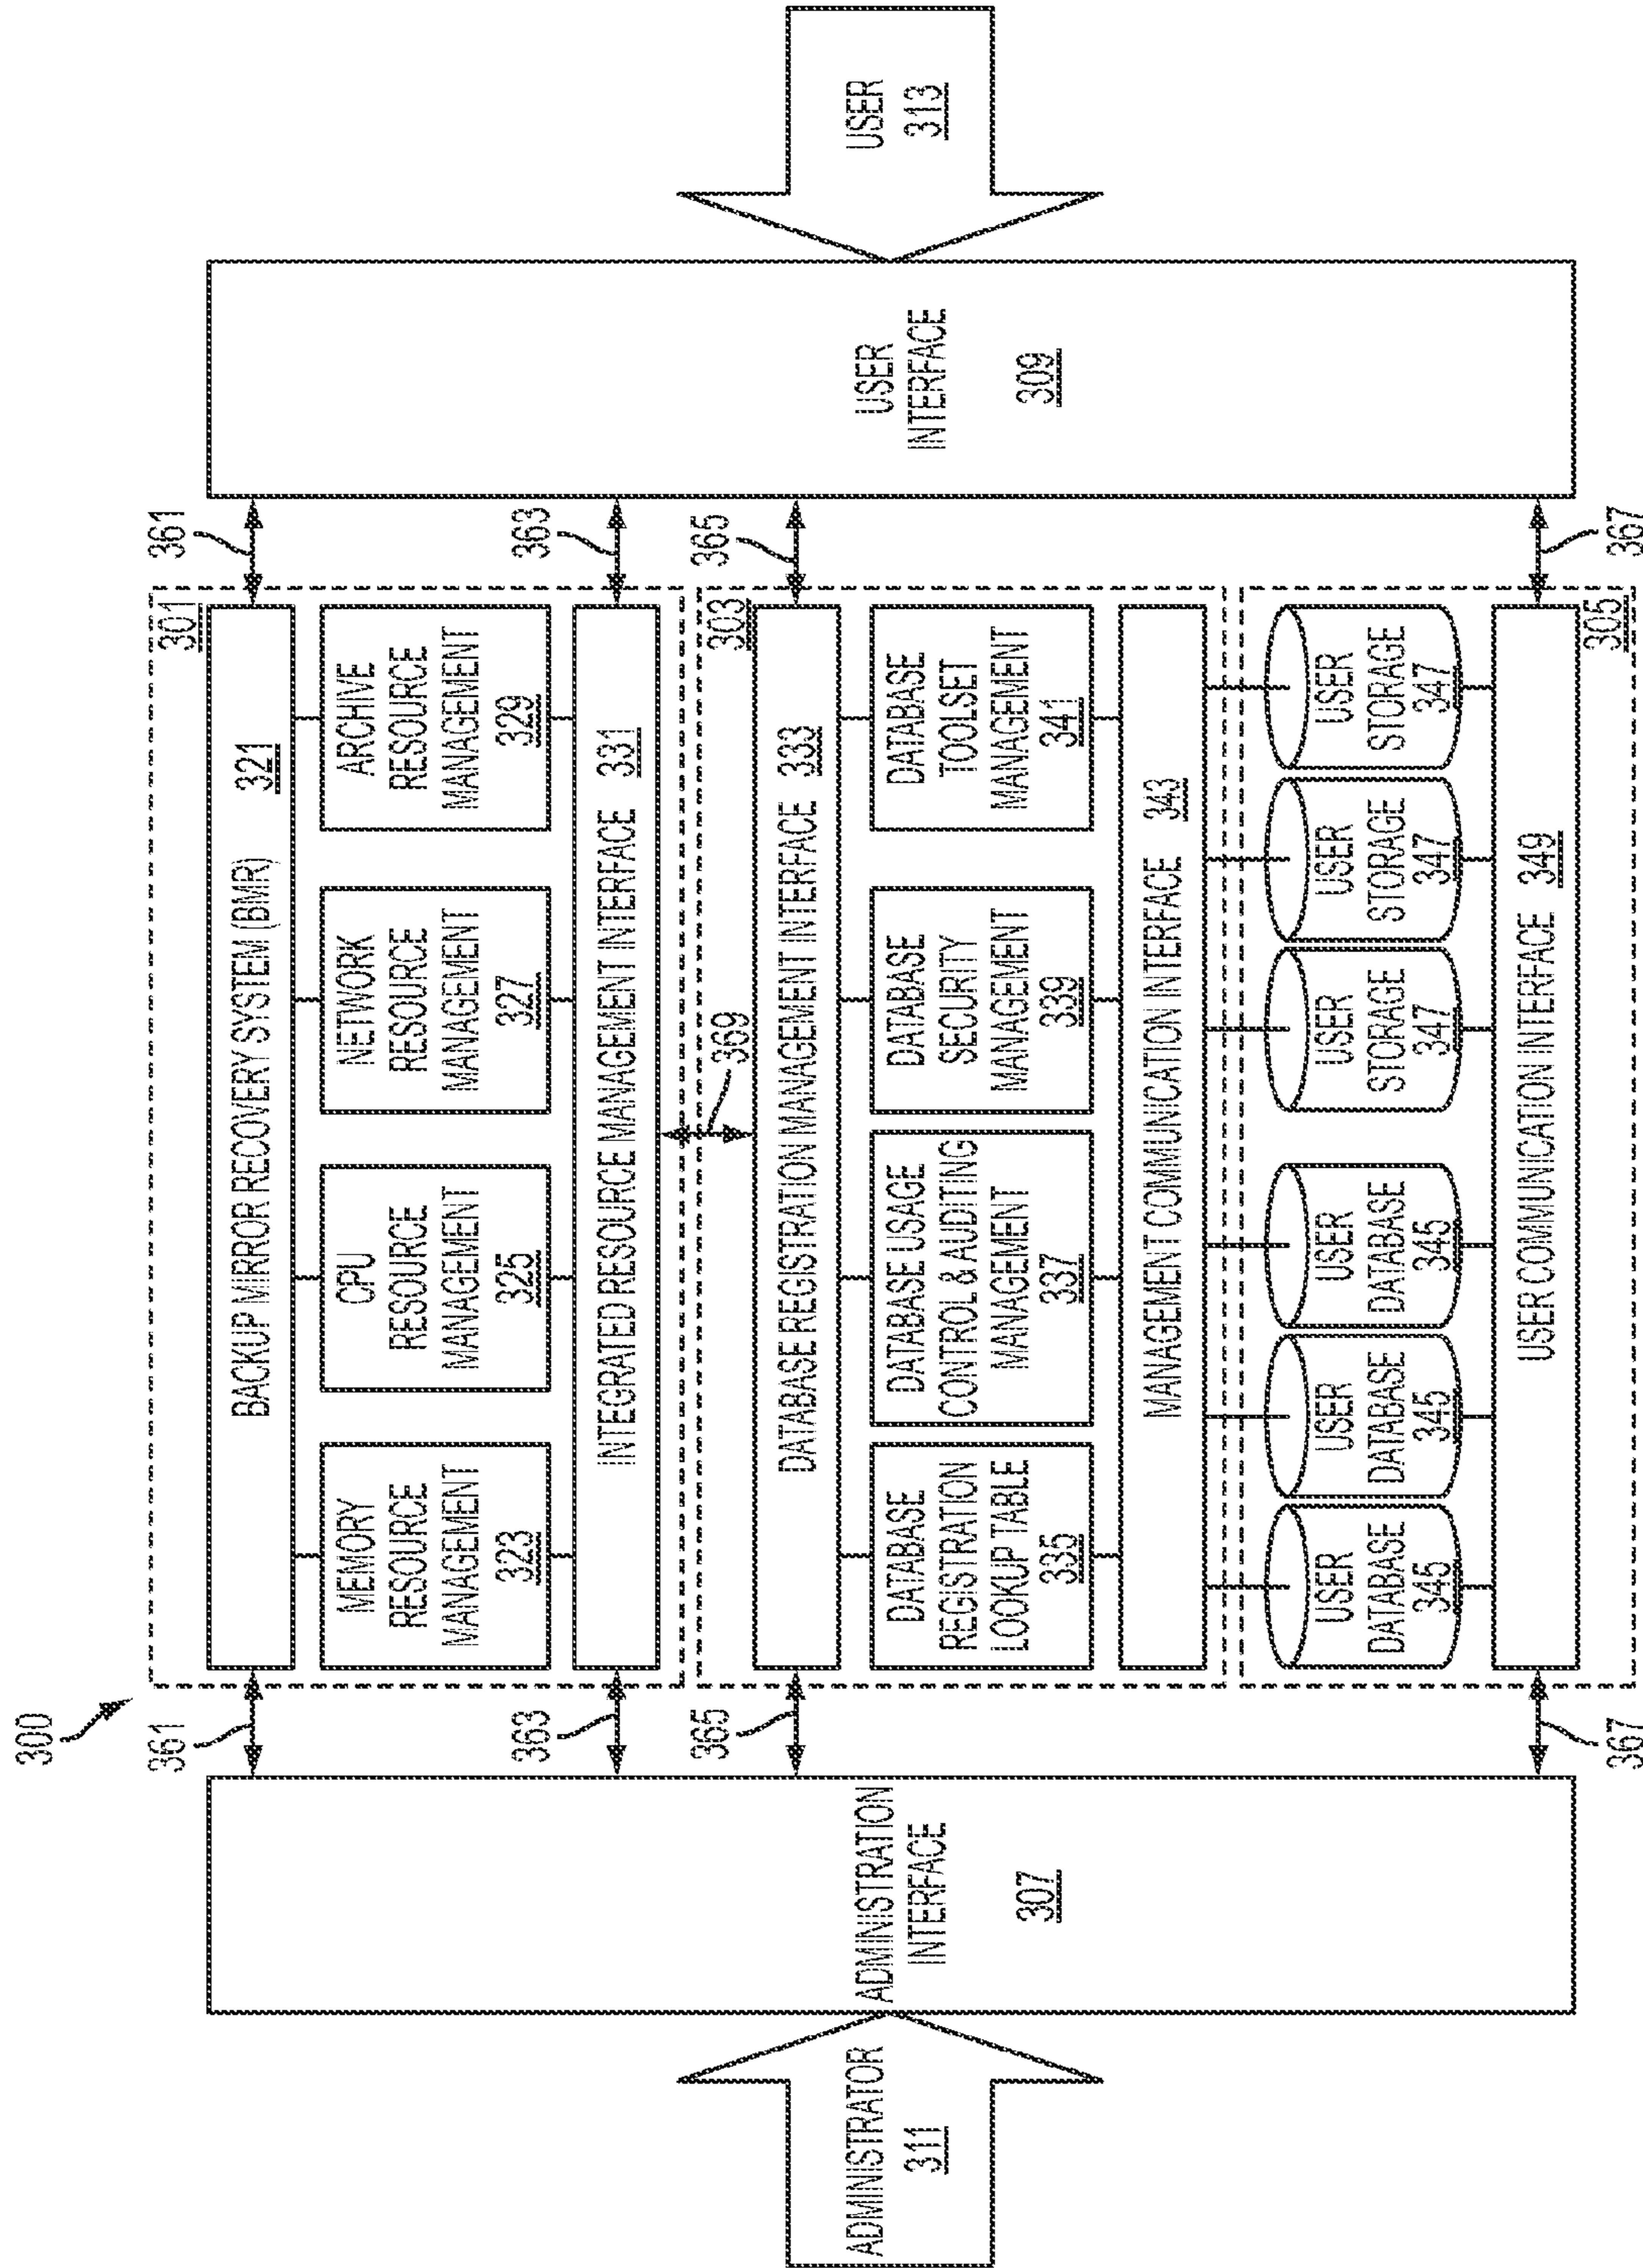 300
ADMINISTRATOR
311
ADMINISTRATION
INTERFACE
307
361
363
365
367
301
BACKUP MIRROR RECOVERY SYSTEM (BMR) 321
MEMORY
RESOURCE
MANAGEMENT
323
CPU
RESOURCE
MANAGEMENT
325
NETWORK
RESOURCE
MANAGEMENT
327
ARCHIVE
RESOURCE
MANAGEMENT
329
INTEGRATED RESOURCE MANAGEMENT INTERFACE 331
369
303
DATABASE REGISTRATION MANAGEMENT INTERFACE 333
DATABASE
REGISTRATION
LOOKUP TABLE
335
DATABASE USAGE
CONTROL & AUDITING
MANAGEMENT
337
DATABASE
SECURITY
MANAGEMENT
339
DATABASE
TOOLSET
MANAGEMENT
341
MANAGEMENT COMMUNICATION INTERFACE 343
USER
DATABASE
345
USER
DATABASE
345
USER
DATABASE
345
USER
STORAGE
347
USER
STORAGE
347
USER
STORAGE
347
USER COMMUNICATION INTERFACE 349
305
361
363
365
367
USER
INTERFACE
309
USER
313